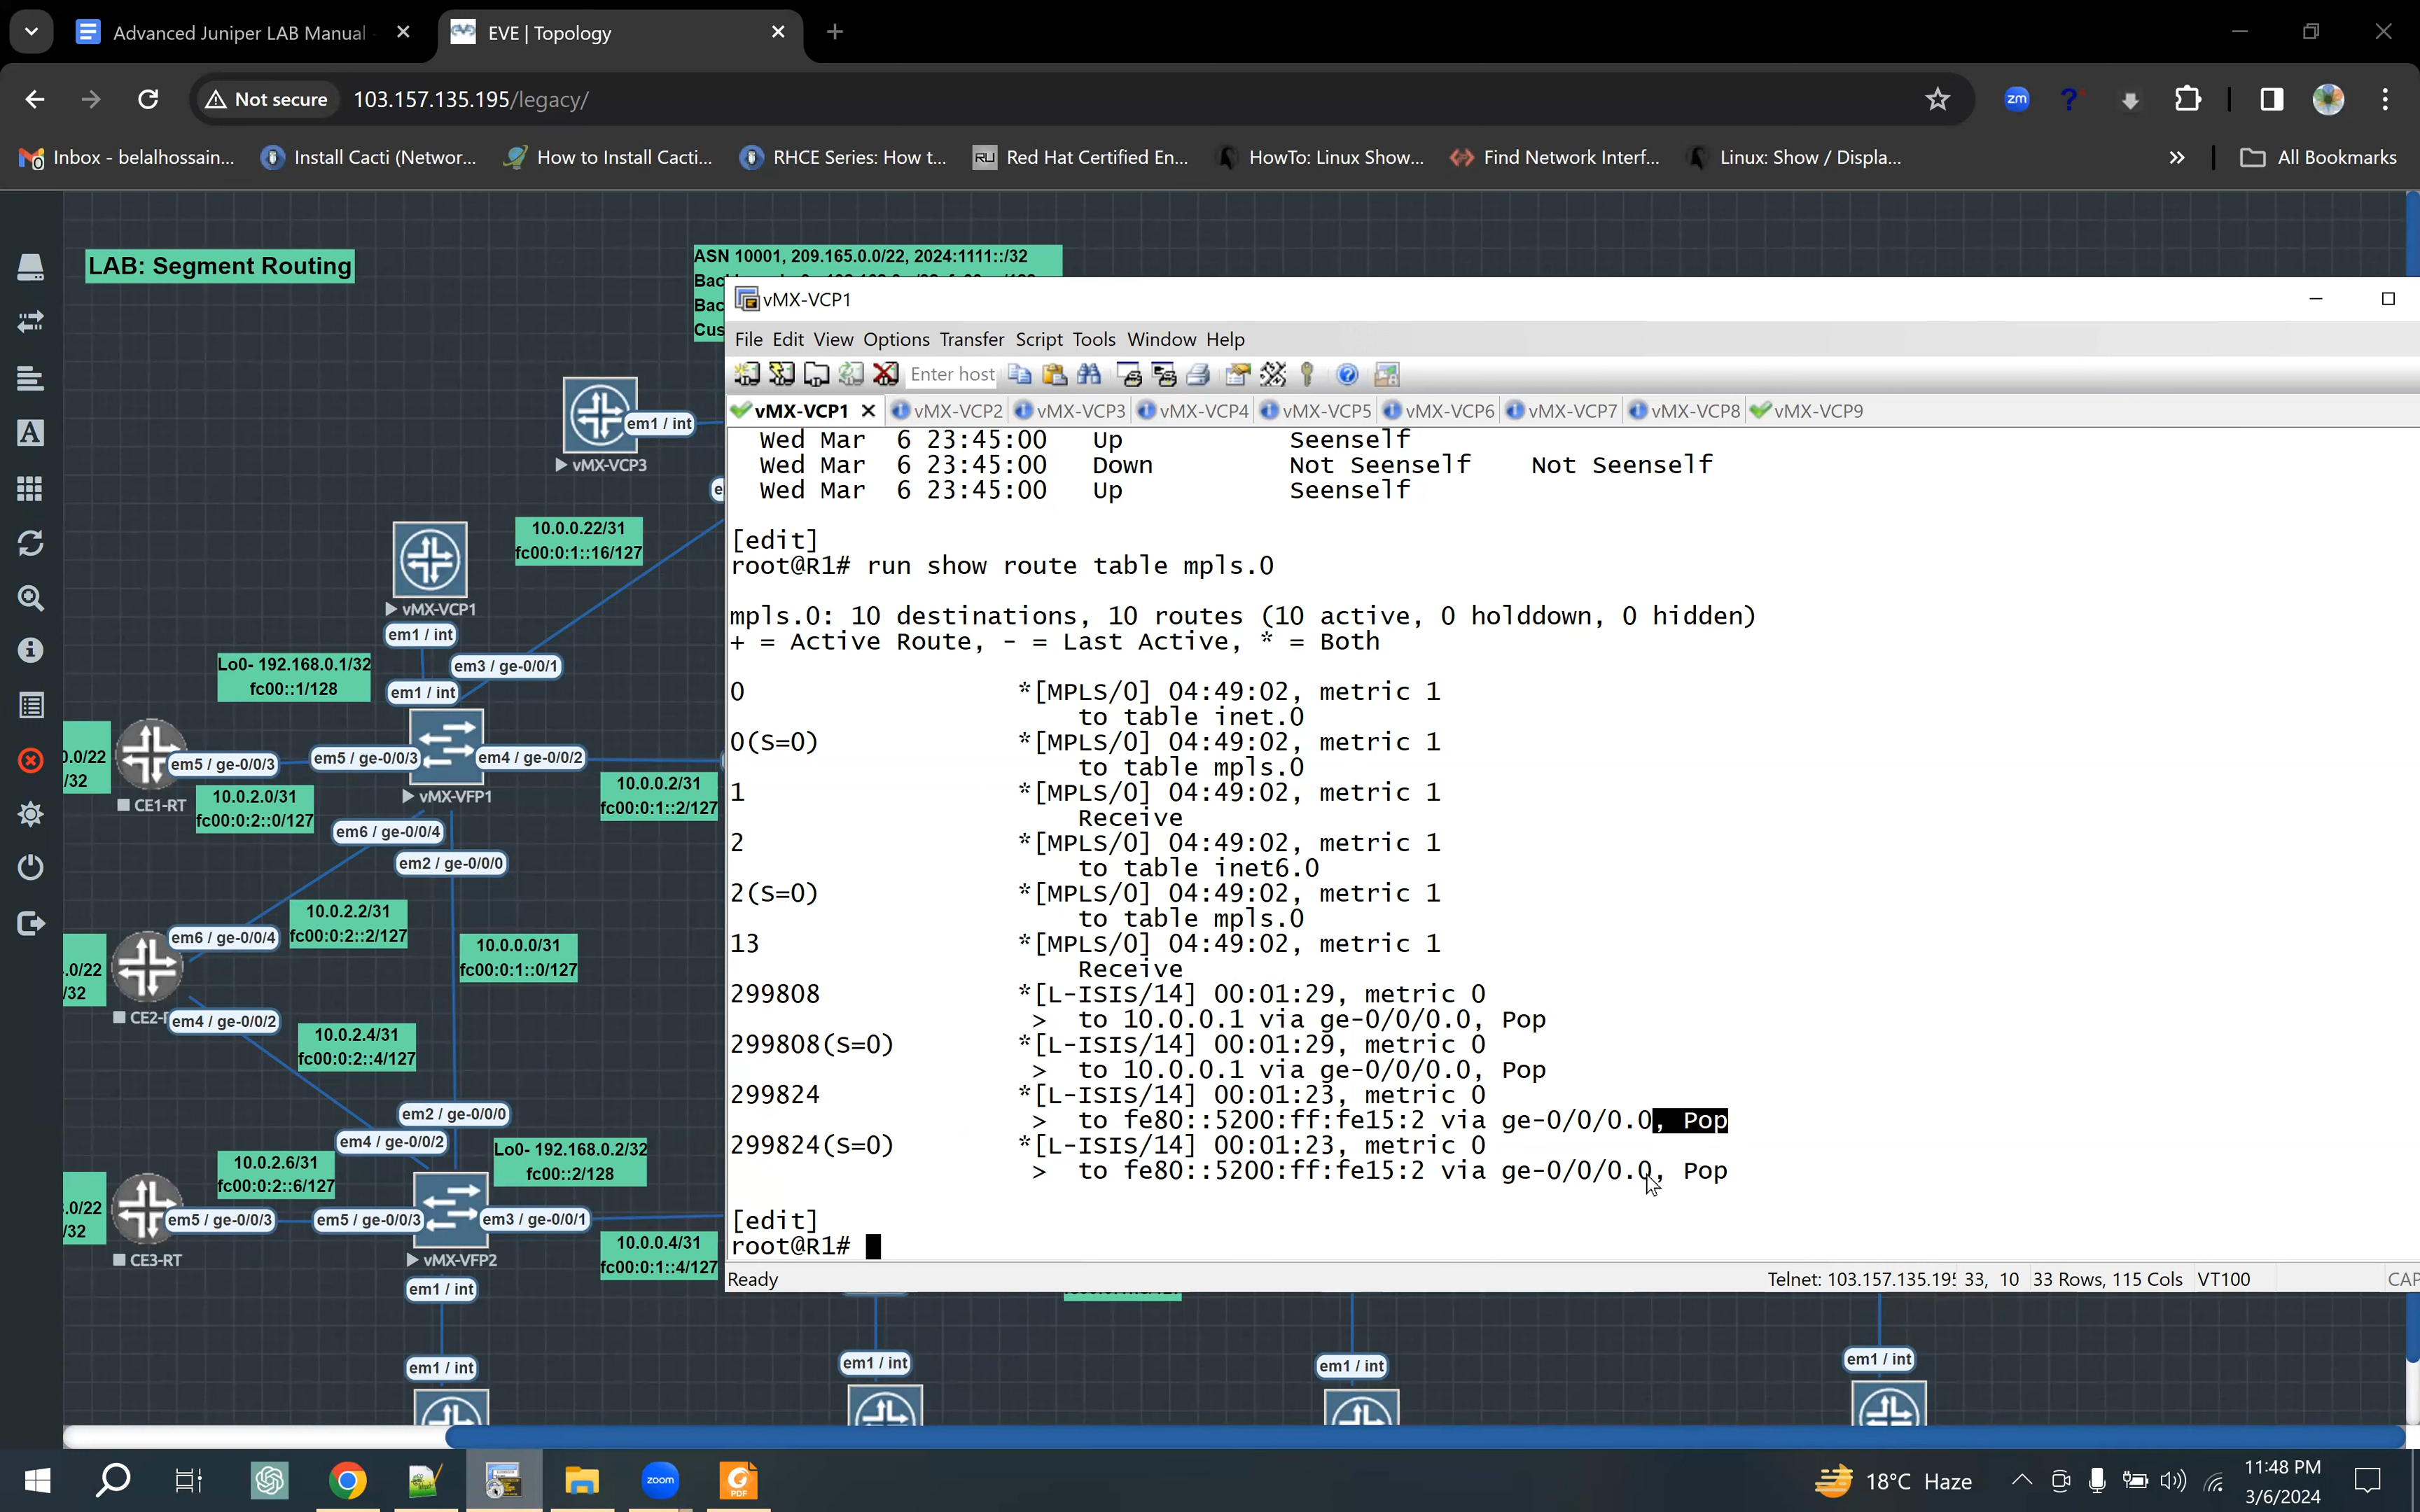 Advanced Juniper LAB Manual
EVE | Topology
Not secure
103.157.135.195/legacy/
zm
Inbox - belalhossain...
Install Cacti (Networ...
How to Install Cacti...
RHCE Series: How t...
RU
Red Hat Certified En...
HowTo: Linux Show...
Find Network Interf...
Linux: Show / Displa...
All Bookmarks
LAB: Segment Routing
ASN 10001, 209.165.0.0/22, 2024:1111::/32
Bac
Bac
Cus
vMX-VCP3
em1 / int
10.0.0.22/31
fc00:0:1::16/127
vMX-VCP1
em1 / int
Lo0- 192.168.0.1/32
fc00::1/128
em3 / ge-0/0/1
em1 / int
0.0/22
/32
em5 / ge-0/0/3
em5 / ge-0/0/3
em4 / ge-0/0/2
CE1-RT
10.0.2.0/31
fc00:0:2::0/127
vMX-VFP1
10.0.0.2/31
fc00:0:1::2/127
em6 / ge-0/0/4
em2 / ge-0/0/0
10.0.2.2/31
fc00:0:2::2/127
em6 / ge-0/0/4
10.0.0.0/31
fc00:0:1::0/127
.0/22
/32
CE2-
em4 / ge-0/0/2
10.0.2.4/31
fc00:0:2::4/127
em2 / ge-0/0/0
em4 / ge-0/0/2
Lo0- 192.168.0.2/32
fc00::2/128
10.0.2.6/31
fc00:0:2::6/127
.0/22
/32
em5 / ge-0/0/3
em5 / ge-0/0/3
em3 / ge-0/0/1
CE3-RT
vMX-VFP2
10.0.0.4/31
fc00:0:1::4/127
em1 / int
em1 / int
em1 / int
em1 / int
em1 / int
vMX-VCP1
File Edit View Options Transfer Script Tools Window Help
Enter host
vMX-VCP1 vMX-VCP2 vMX-VCP3 vMX-VCP4 vMX-VCP5 vMX-VCP6 vMX-VCP7 vMX-VCP8 vMX-VCP9
Wed Mar 6 23:45:00 Up Seenself
Wed Mar 6 23:45:00 Down Not Seenself Not Seenself
Wed Mar 6 23:45:00 Up Seenself
[edit]
root@R1# run show route table mpls.0
mpls.0: 10 destinations, 10 routes (10 active, 0 holddown, 0 hidden)
+ = Active Route, - = Last Active, * = Both
0 *[MPLS/0] 04:49:02, metric 1
to table inet.0
0(S=0) *[MPLS/0] 04:49:02, metric 1
to table mpls.0
1 *[MPLS/0] 04:49:02, metric 1
Receive
2 *[MPLS/0] 04:49:02, metric 1
to table inet6.0
2(S=0) *[MPLS/0] 04:49:02, metric 1
to table mpls.0
13 *[MPLS/0] 04:49:02, metric 1
Receive
299808 *[L-ISIS/14] 00:01:29, metric 0
> to 10.0.0.1 via ge-0/0/0.0, Pop
299808(S=0) *[L-ISIS/14] 00:01:29, metric 0
> to 10.0.0.1 via ge-0/0/0.0, Pop
299824 *[L-ISIS/14] 00:01:23, metric 0
> to fe80::5200:ff:fe15:2 via ge-0/0/0.0, Pop
299824(S=0) *[L-ISIS/14] 00:01:23, metric 0
> to fe80::5200:ff:fe15:2 via ge-0/0/0.0, Pop
[edit]
root@R1#
Ready
Telnet: 103.157.135.195 33, 10 33 Rows, 115 Cols VT100 CAP
zoom
PDF
18°C Haze
11:48 PM
3/6/2024